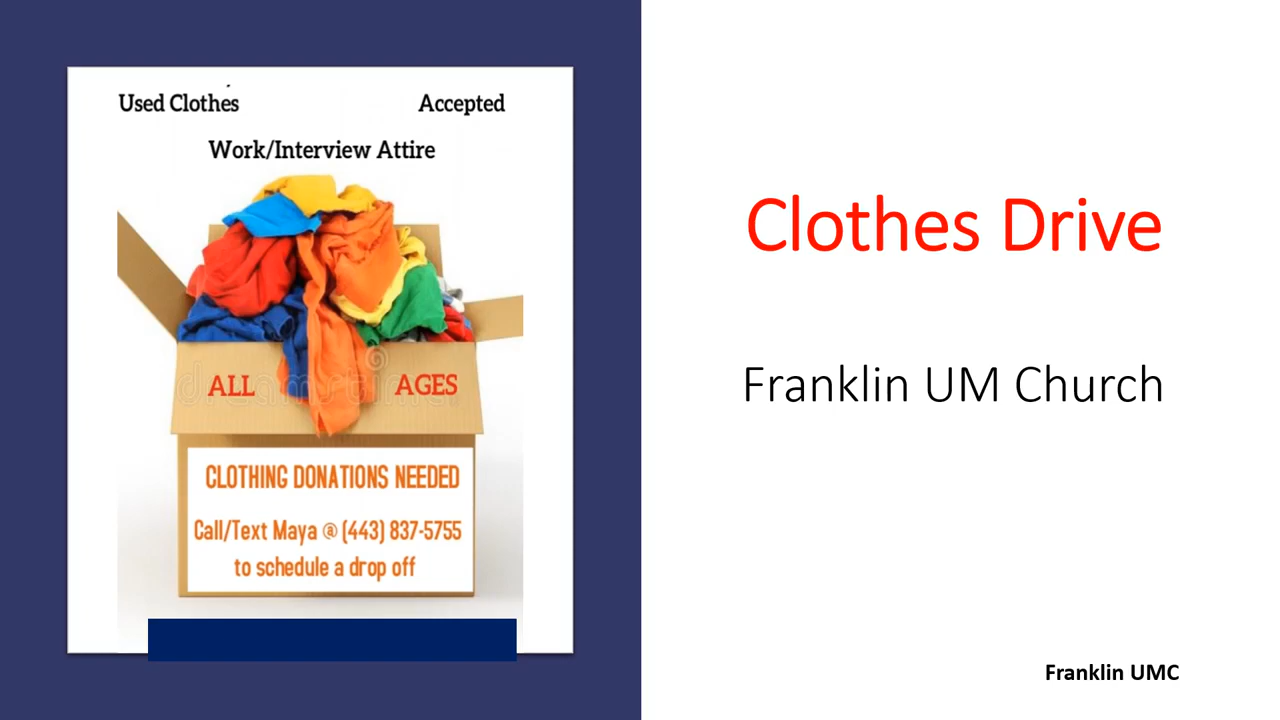 Used Clothes Accepted
Work/Interview Attire
ALL AGES
dreamstime
CLOTHING DONATIONS NEEDED
Call/Text Maya @ (443) 837-5755
to schedule a drop off
Clothes Drive
Franklin UM Church
Franklin UMC